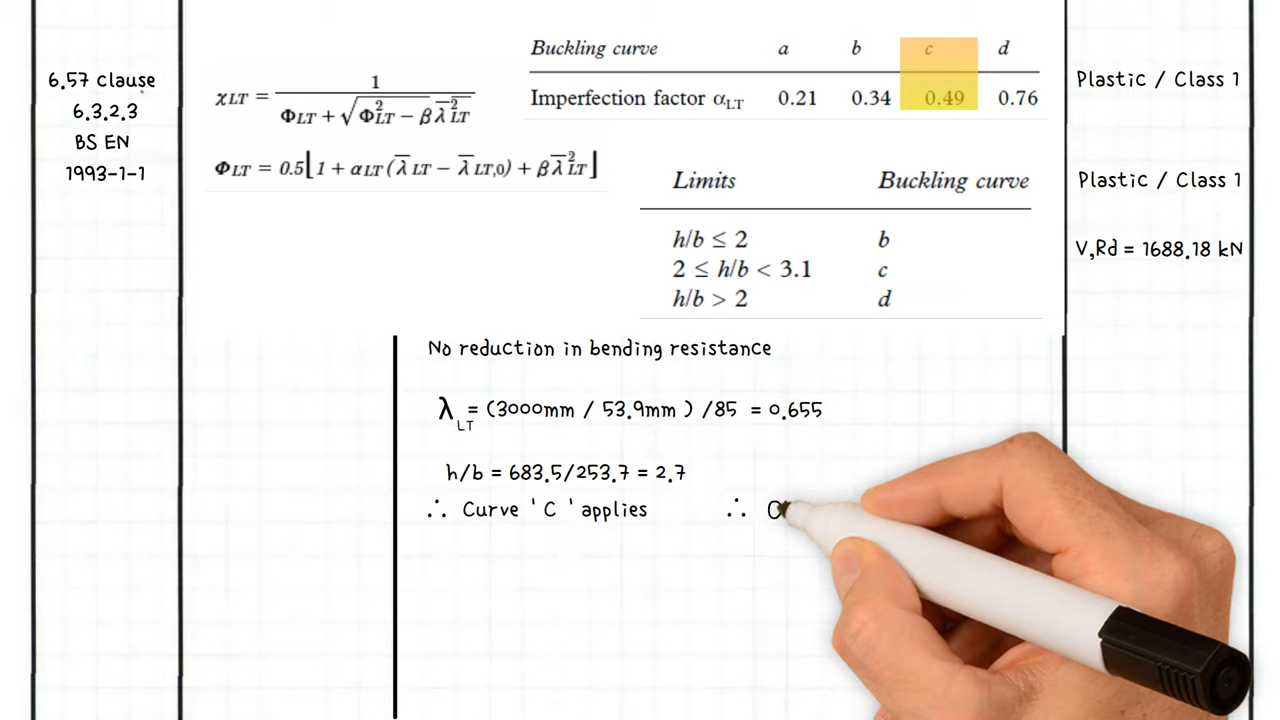 6.57 Clause
6.3.2.3
BS EN
1993-1-1
χLT = 1 / (ΦLT + √(Φ²LT − β λ̅²LT))
ΦLT = 0.5⌊1 + αLT (λ̅LT − λ̅LT,0) + β λ̅²LT⌋
Buckling curve a b c d
Imperfection factor αLT 0.21 0.34 0.49 0.76
Limits Buckling curve
h/b ≤ 2 b
2 ≤ h/b < 3.1 c
h/b > 2 d
No reduction in bending resistance
λLT = (3000mm / 53.9mm ) /85 = 0.655
h/b = 683.5/253.7 = 2.7
∴ Curve ' C ' applies ∴
Plastic / Class 1
Plastic / Class 1
V,Rd = 1688.18 kN